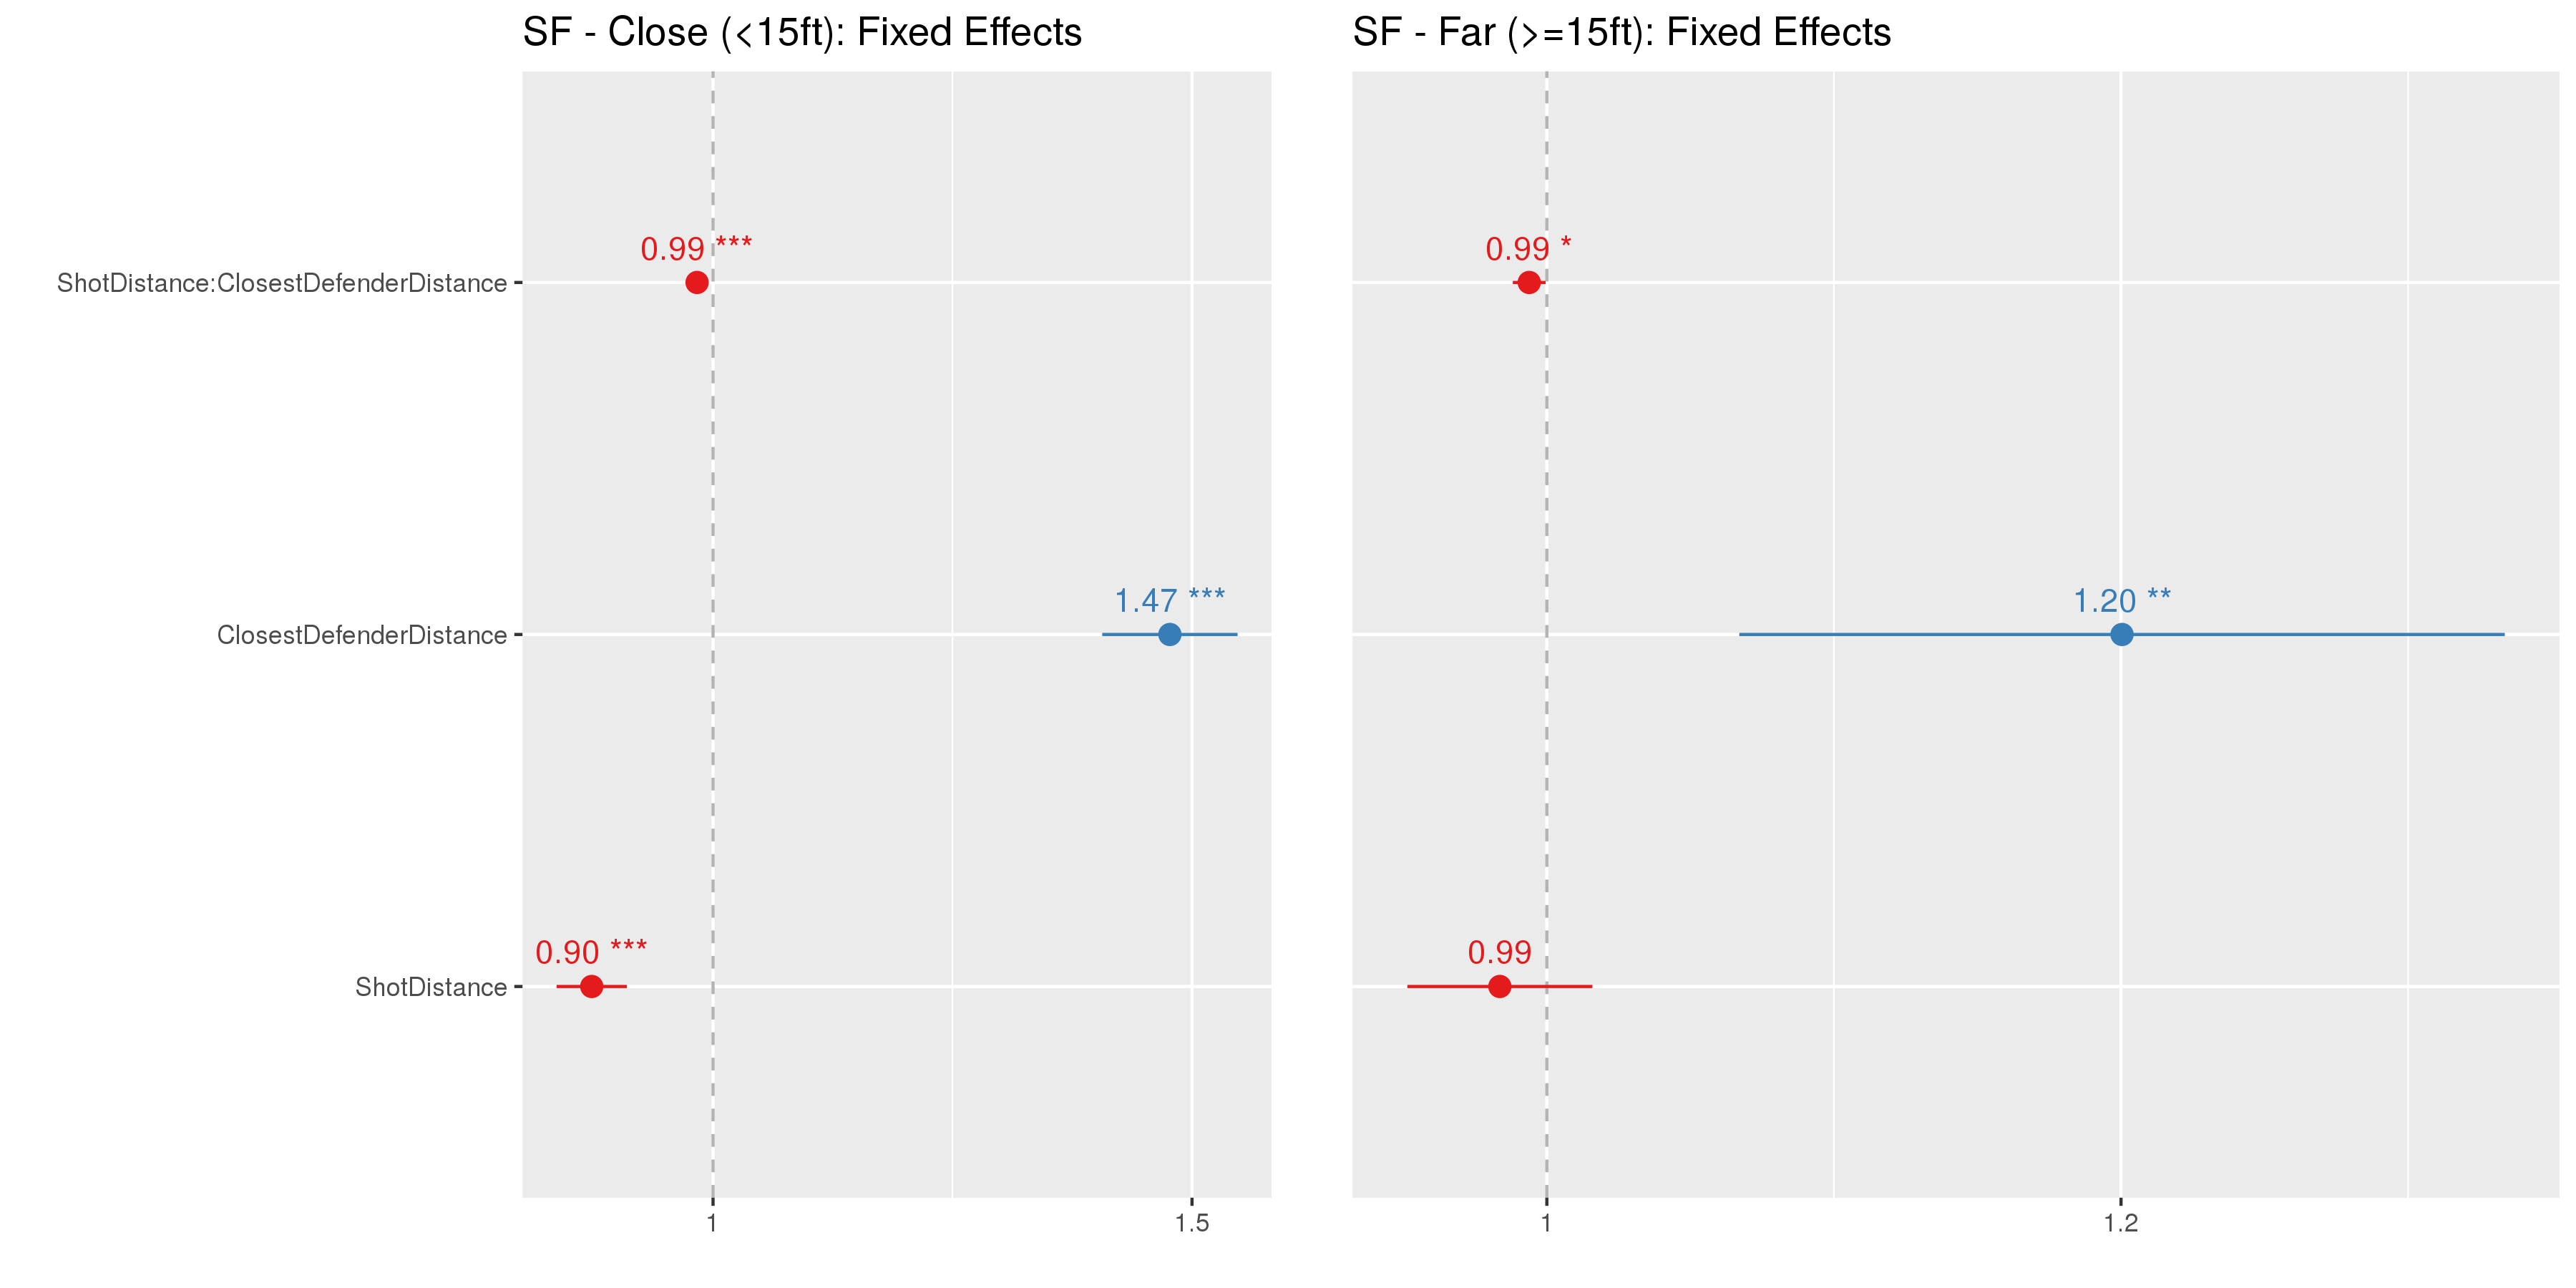 SF - Close (<15ft): Fixed Effects
SF - Far (>=15ft): Fixed Effects
ShotDistance:ClosestDefenderDistance
0.99 ***
0.99 *
ClosestDefenderDistance
1.47 ***
1.20 **
ShotDistance
0.90 ***
0.99
1
1.5
1
1.2